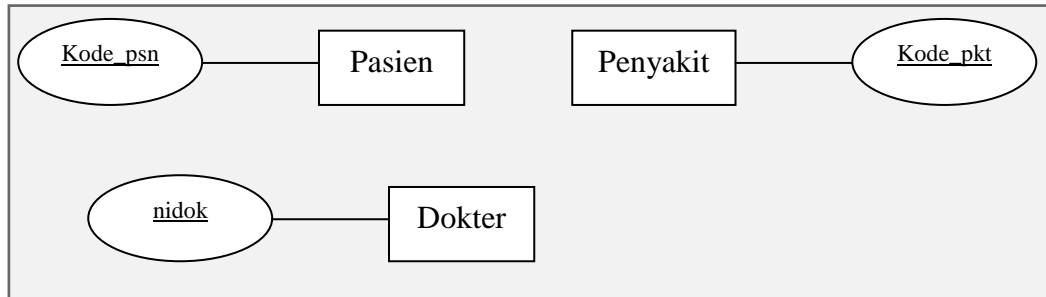 Kode_psn
Pasien
Penyakit
Kode_pkt
nidok
Dokter